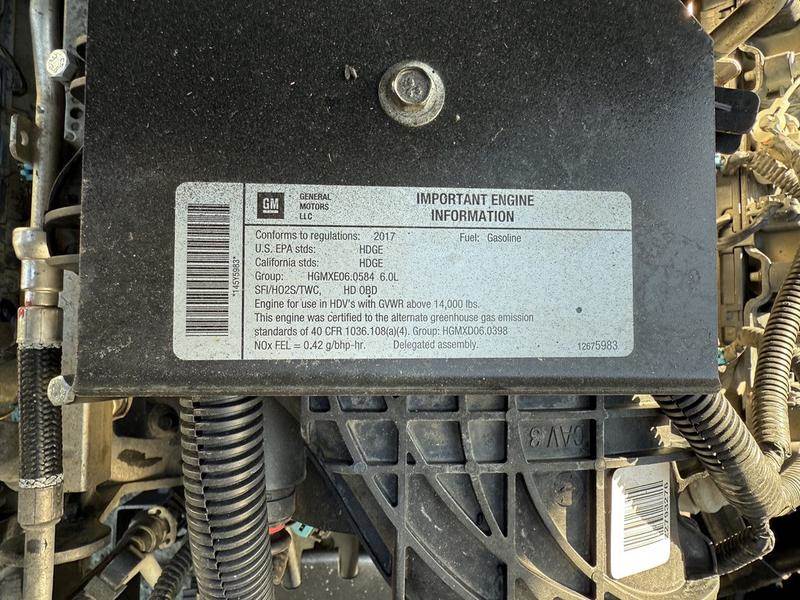 GM
GENERAL
MOTORS
LLC
IMPORTANT ENGINE
INFORMATION
Conforms to regulations: 2017
Fuel: Gasoline
U.S. EPA stds: HDGE
California stds: HDGE
Group: HGMXE06.0584 6.0L
SFI/HO2S/TWC, HD OBD
Engine for use in HDV's with GVWR above 14,000 lbs.
This engine was certified to the alternate greenhouse gas emission
standards of 40 CFR 1036.108(a)(4). Group: HGMXD06.0398
NOx FEL = 0.42 g/bhp-hr. Delegated assembly.
12675983
*145Y5983*
CAV 3